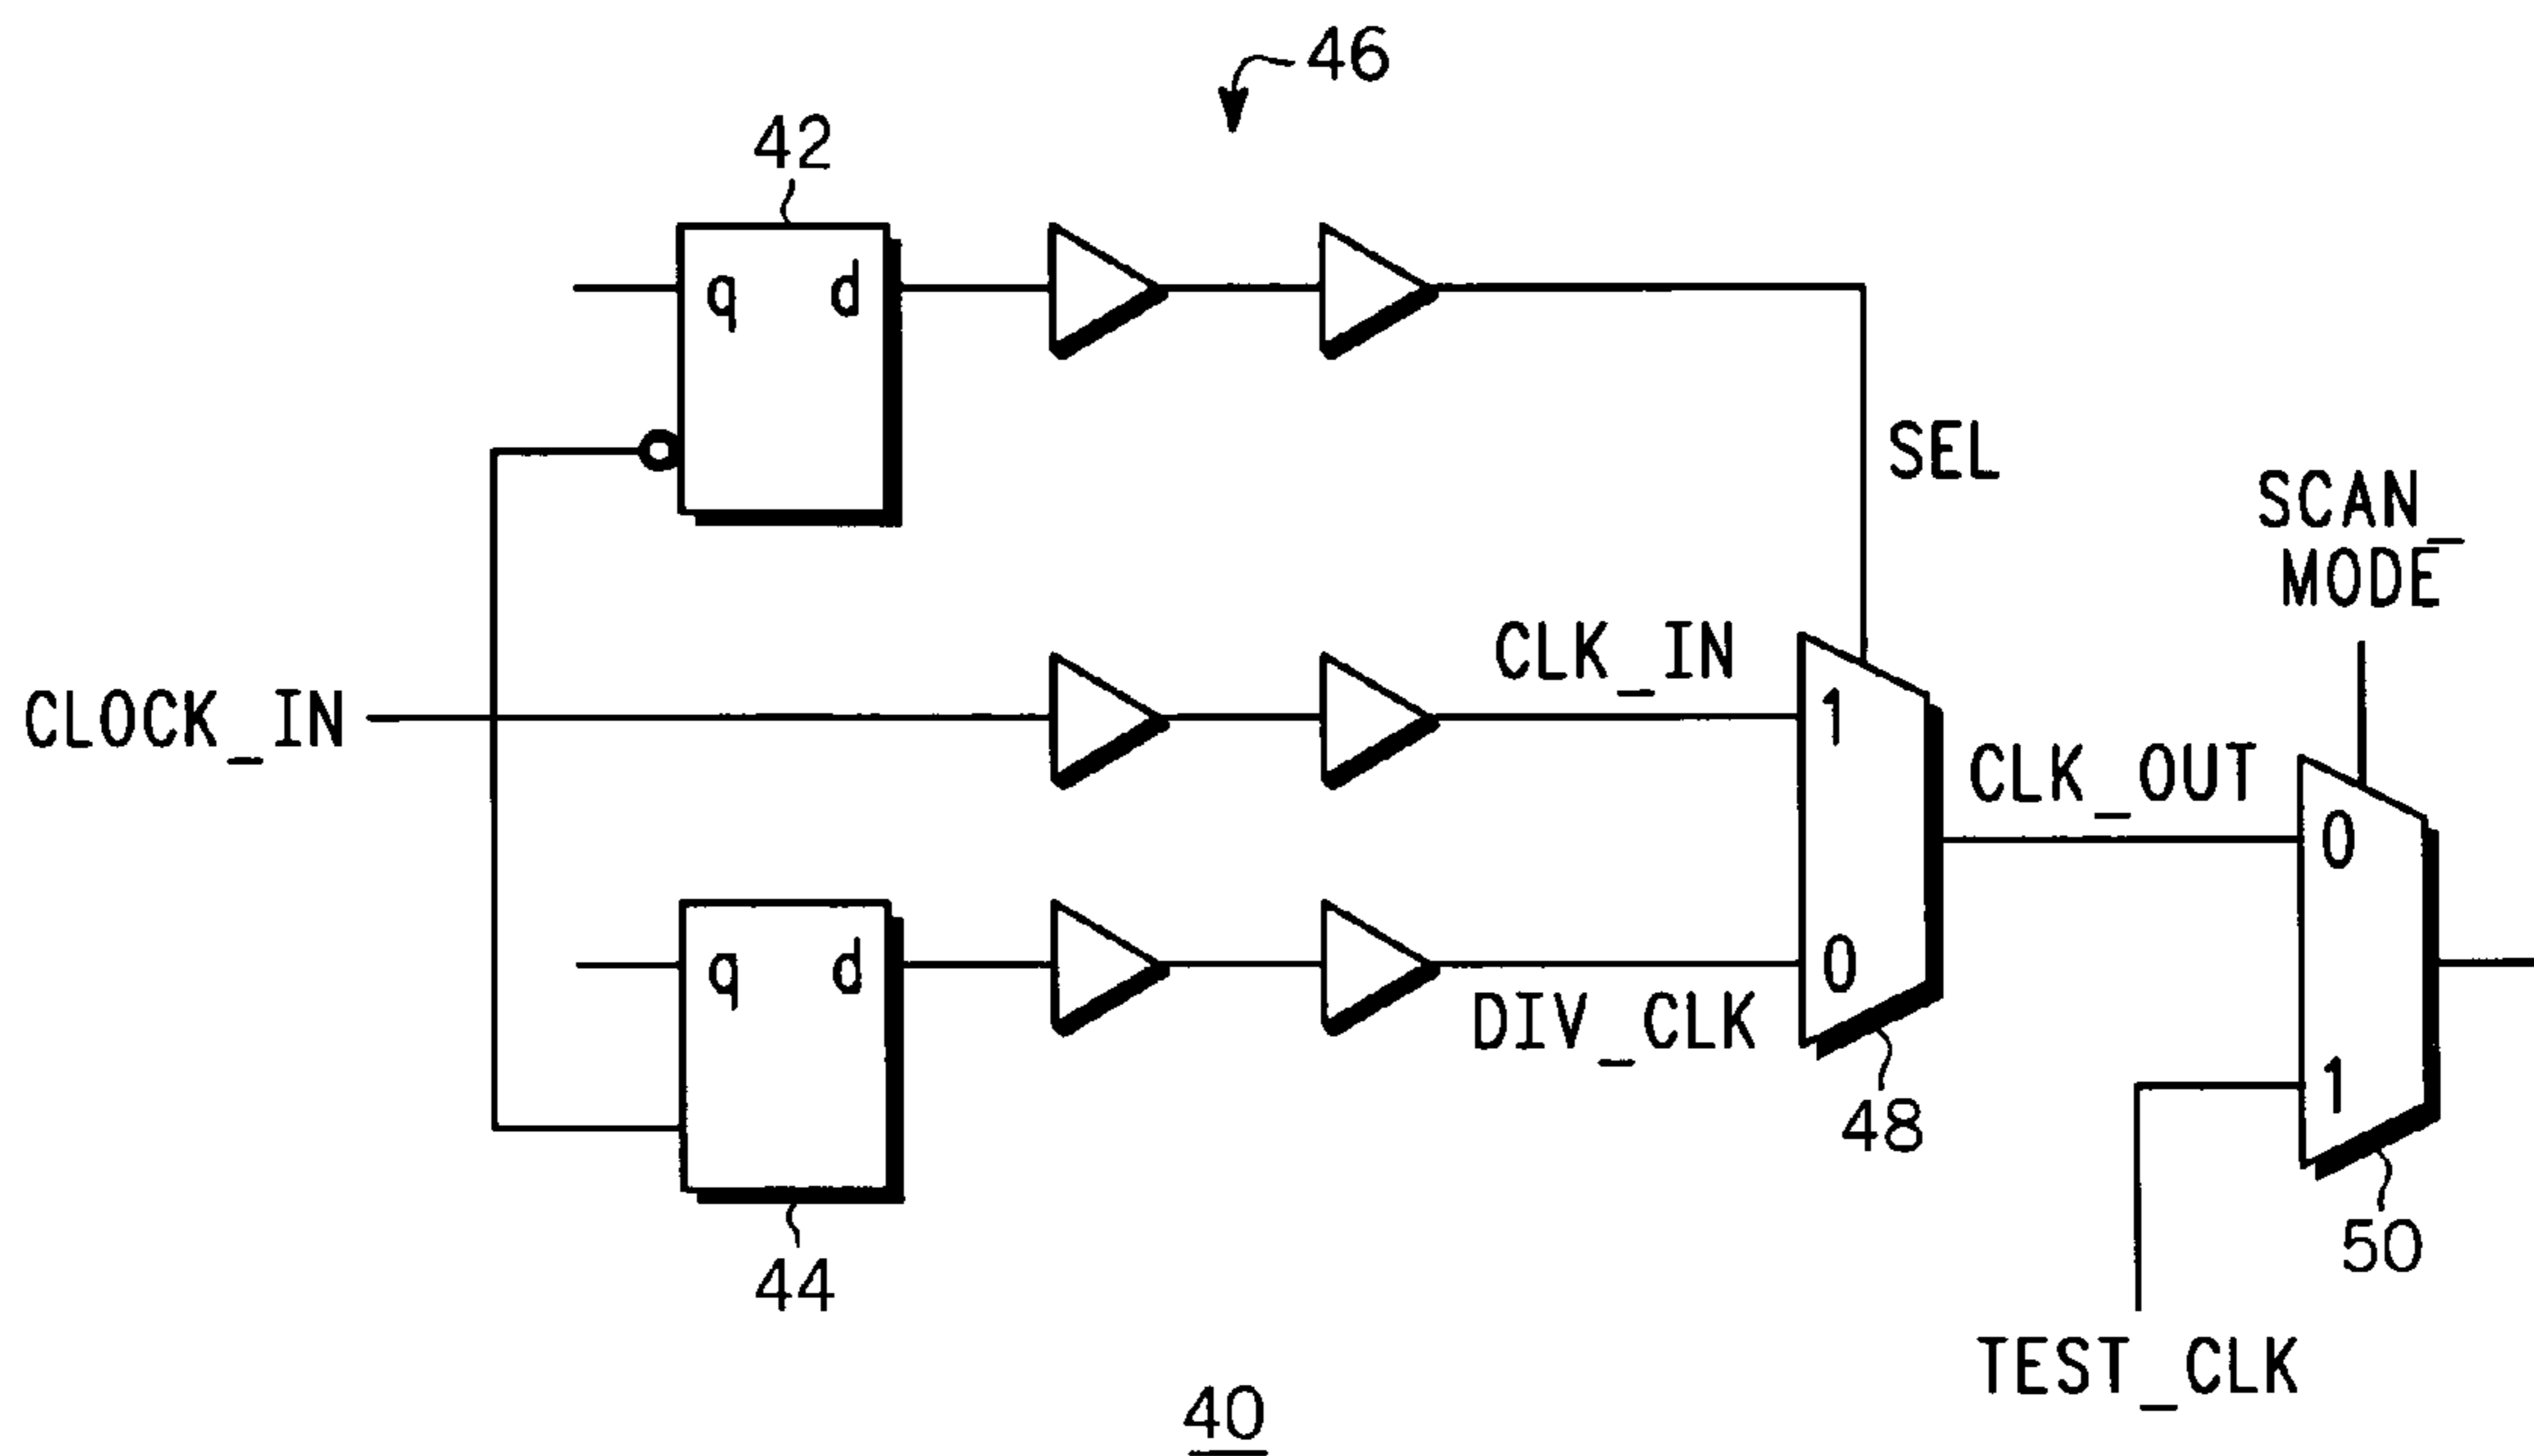 46
42
q d
SEL
SCAN_
MODE
CLK_IN
CLOCK_IN
1
CLK_OUT
0
q d
0
DIV_CLK
1
48
50
44
TEST_CLK
40